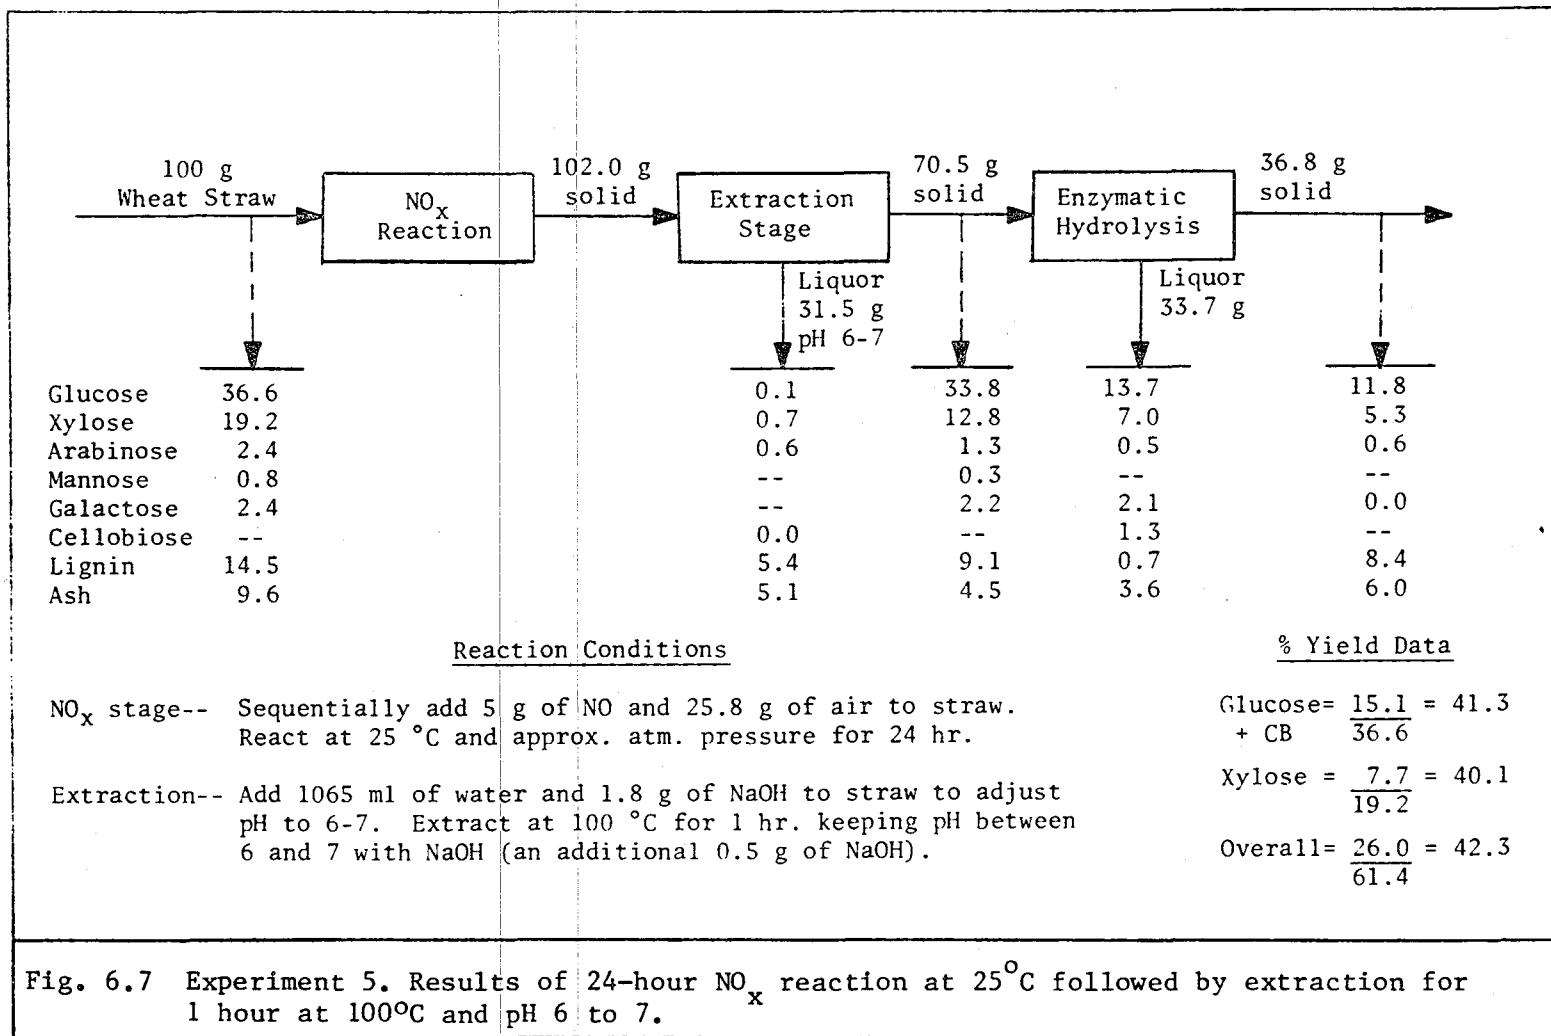 100 g
Wheat Straw
NOx
Reaction
102.0 g
solid
Extraction
Stage
70.5 g
solid
Enzymatic
Hydrolysis
36.8 g
solid
Liquor
31.5 g
pH 6-7
Liquor
33.7 g
Glucose 36.6 0.1 33.8 13.7 11.8
Xylose 19.2 0.7 12.8 7.0 5.3
Arabinose 2.4 0.6 1.3 0.5 0.6
Mannose 0.8 -- 0.3 -- --
Galactose 2.4 -- 2.2 2.1 0.0
Cellobiose -- 0.0 -- 1.3 --
Lignin 14.5 5.4 9.1 0.7 8.4
Ash 9.6 5.1 4.5 3.6 6.0
Reaction Conditions
NOx stage-- Sequentially add 5 g of NO and 25.8 g of air to straw.
React at 25 °C and approx. atm. pressure for 24 hr.
Extraction-- Add 1065 ml of water and 1.8 g of NaOH to straw to adjust
pH to 6-7. Extract at 100 °C for 1 hr. keeping pH between
6 and 7 with NaOH (an additional 0.5 g of NaOH).
% Yield Data
Glucose= 15.1 = 41.3
+ CB 36.6
Xylose = 7.7 = 40.1
19.2
Overall= 26.0 = 42.3
61.4
Fig. 6.7 Experiment 5. Results of 24-hour NOx reaction at 25°C followed by extraction for
1 hour at 100°C and pH 6 to 7.